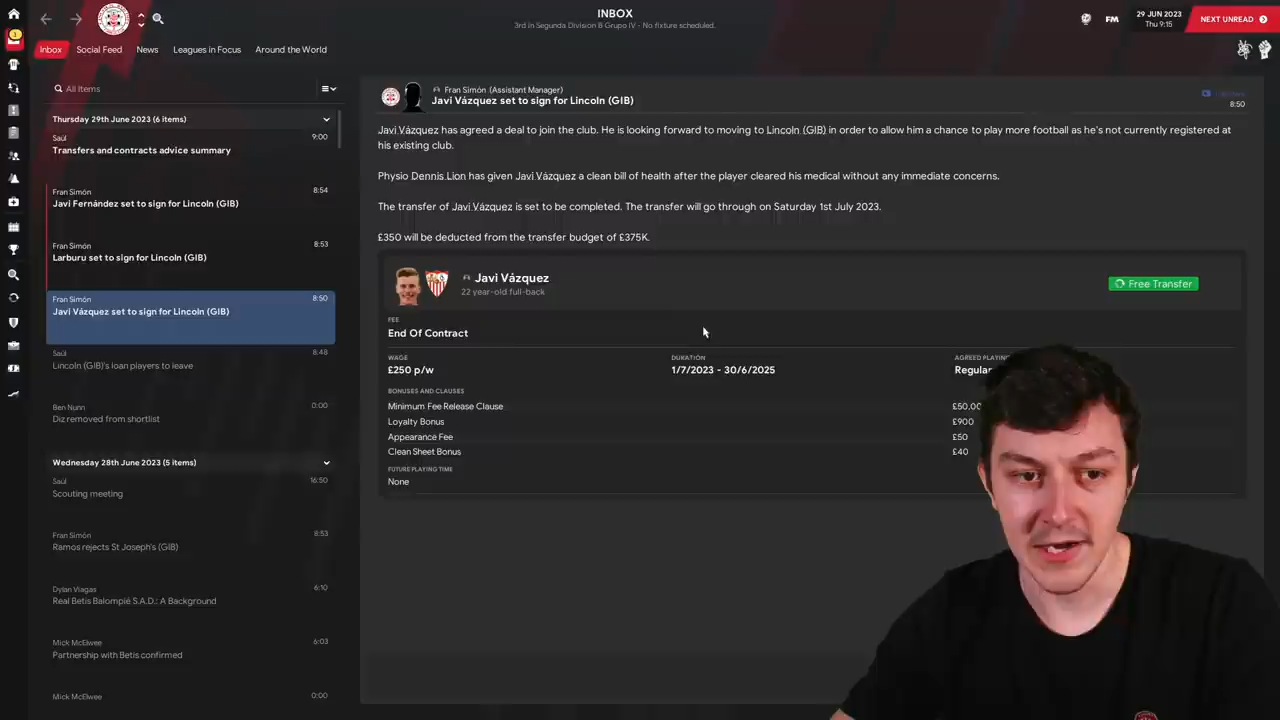 INBOX
3rd in Segunda División B Grupo IV - No fixture scheduled.
FM
29 JUN 2023
Thu 9:15
NEXT UNREAD
1
Inbox
Social Feed
News
Leagues in Focus
Around the World
All Items
Thursday 29th June 2023 (6 items)
Saúl
9:00
Transfers and contracts advice summary
Fran Simón
8:54
Javi Fernández set to sign for Lincoln (GIB)
Fran Simón
8:53
Larburu set to sign for Lincoln (GIB)
Fran Simón
8:50
Javi Vázquez set to sign for Lincoln (GIB)
Saúl
8:48
Lincoln (GIB)'s loan players to leave
Ben Nunn
0:00
Diz removed from shortlist
Wednesday 28th June 2023 (5 items)
Saúl
16:50
Scouting meeting
Fran Simón
8:53
Ramos rejects St Joseph's (GIB)
Dylan Viagas
6:10
Real Betis Balompié S.A.D.: A Background
Mick McElwee
6:03
Partnership with Betis confirmed
Mick McElwee
0:00
Fran Simón (Assistant Manager)
Javi Vázquez set to sign for Lincoln (GIB)
8:50
Javi Vázquez has agreed a deal to join the club. He is looking forward to moving to Lincoln (GIB) in order to allow him a chance to play more football as he's not currently registered at
his existing club.
Physio Dennis Lion has given Javi Vázquez a clean bill of health after the player cleared his medical without any immediate concerns.
The transfer of Javi Vázquez is set to be completed. The transfer will go through on Saturday 1st July 2023.
£350 will be deducted from the transfer budget of £375K.
Javi Vázquez
22 year-old full-back
Free Transfer
FEE
End Of Contract
WAGE
£250 p/w
DURATION
1/7/2023 - 30/6/2025
AGREED PLAYIN
Regular
BONUSES AND CLAUSES
Minimum Fee Release Clause
£50,00
Loyalty Bonus
£900
Appearance Fee
£50
Clean Sheet Bonus
£40
FUTURE PLAYING TIME
None